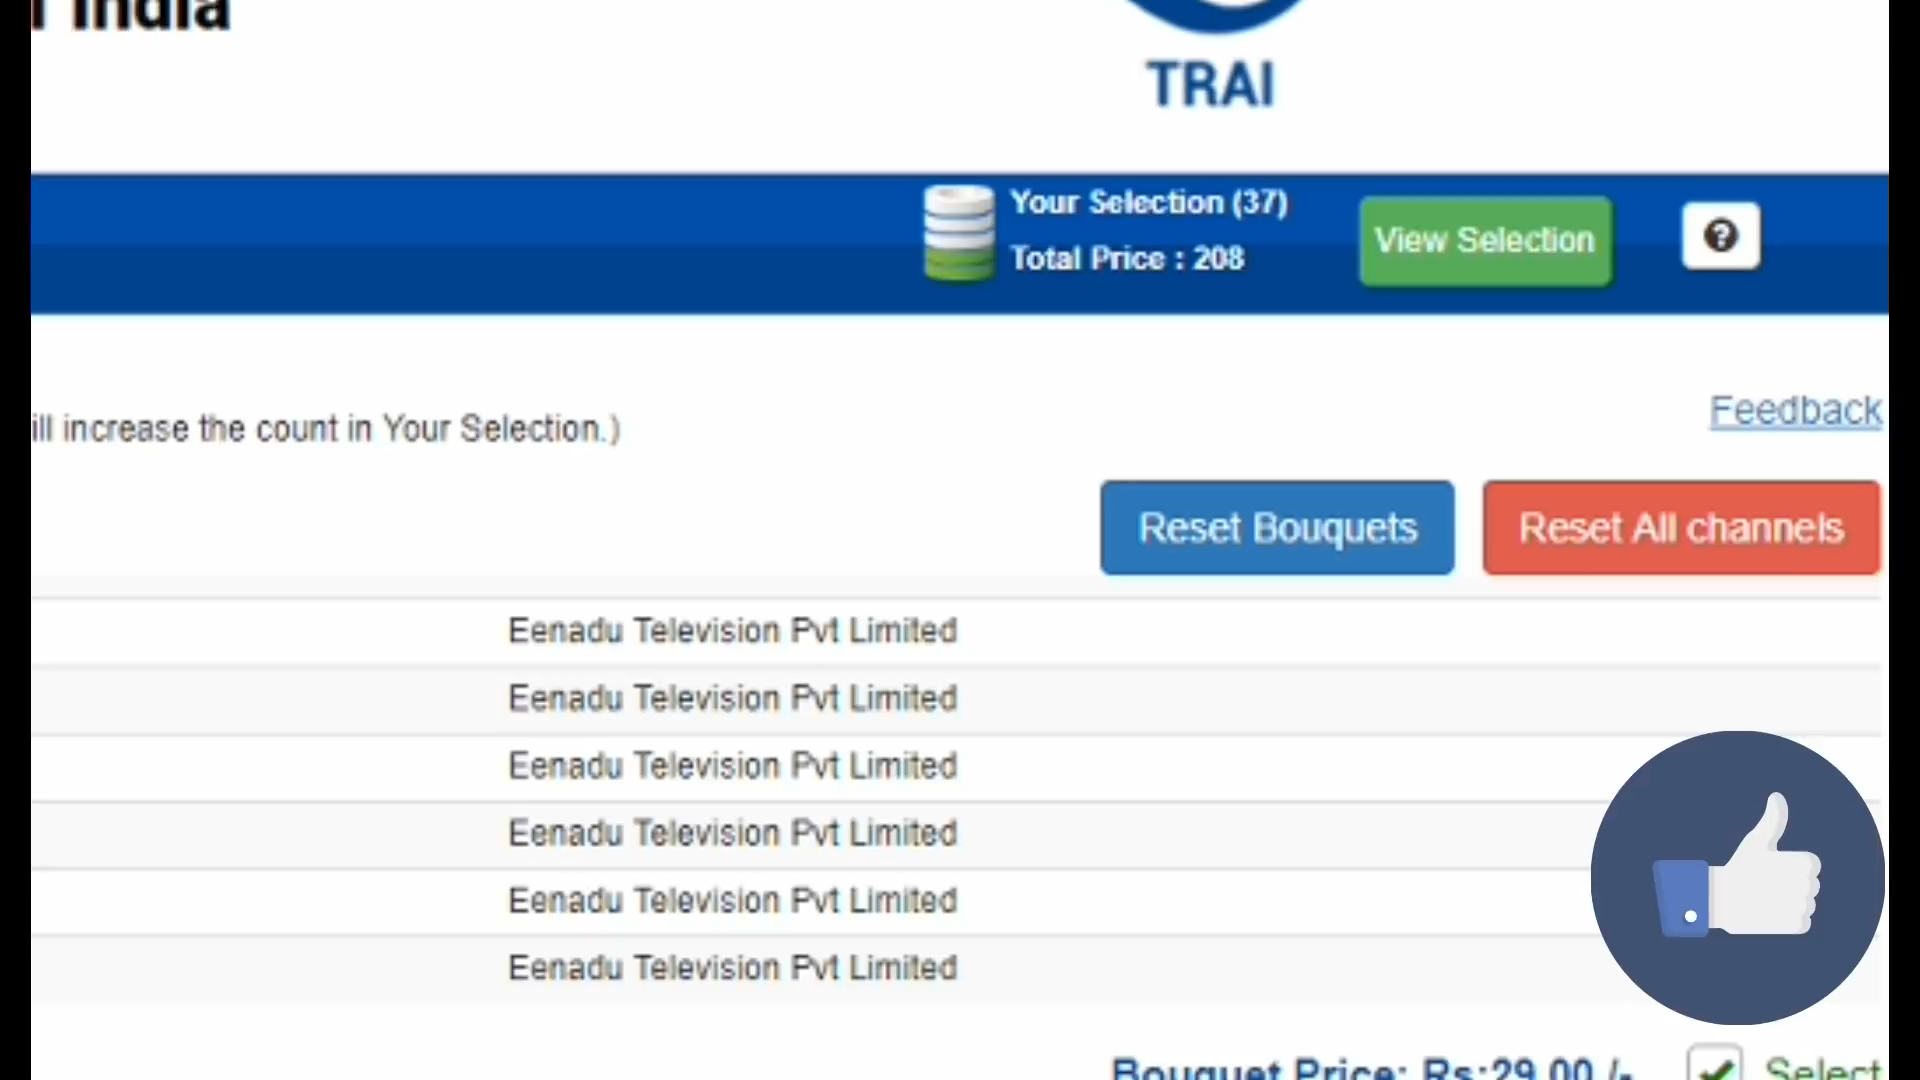 India
TRAI
Your Selection (37)
Total Price : 208
View Selection
?
Feedback
ill increase the count in Your Selection.)
Reset Bouquets
Reset All channels
Eenadu Television Pvt Limited
Eenadu Television Pvt Limited
Eenadu Television Pvt Limited
Eenadu Television Pvt Limited
Eenadu Television Pvt Limited
Eenadu Television Pvt Limited
Bouquet Price: Rs:29.00 /- Select